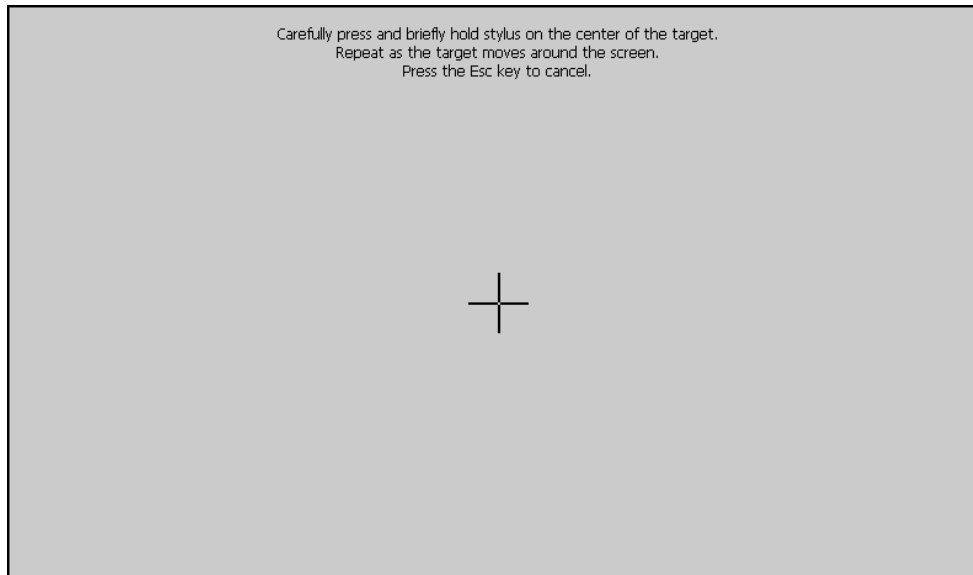 Carefully press and briefly hold stylus on the center of the target.
Repeat as the target moves around the screen.
Press the Esc key to cancel.